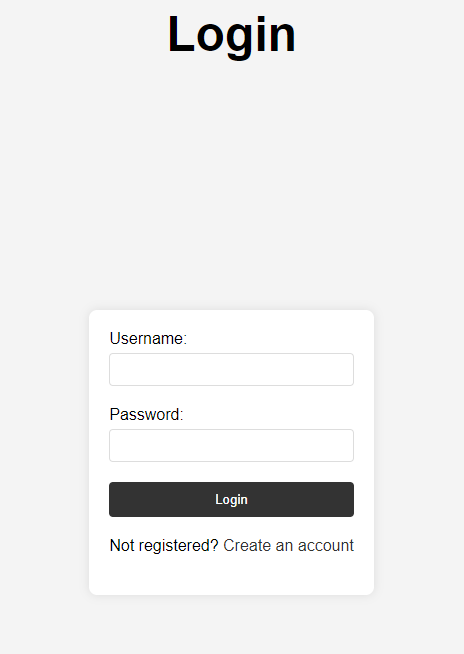 Login
Username:
Password:
Login
Not registered? Create an account